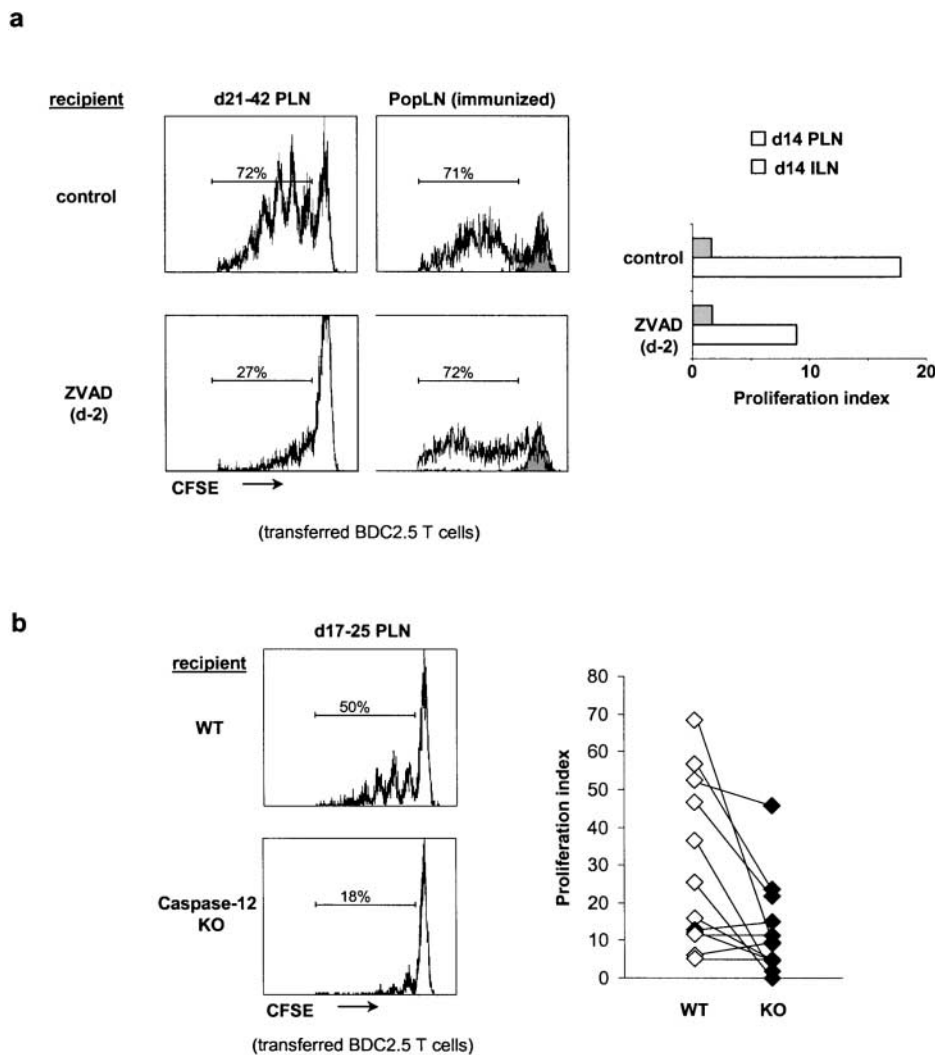 a
recipient
d21-42 PLN
PopLN (immunized)
control
72%
71%
ZVAD
(d-2)
27%
72%
CFSE
(transferred BDC2.5 T cells)
d14 PLN
d14 ILN
control
ZVAD
(d-2)
0 10 20
Proliferation index
b
d17-25 PLN
recipient
WT
50%
Caspase-12
KO
18%
CFSE
(transferred BDC2.5 T cells)
Proliferation index
80
70
60
50
40
30
20
10
0
WT KO